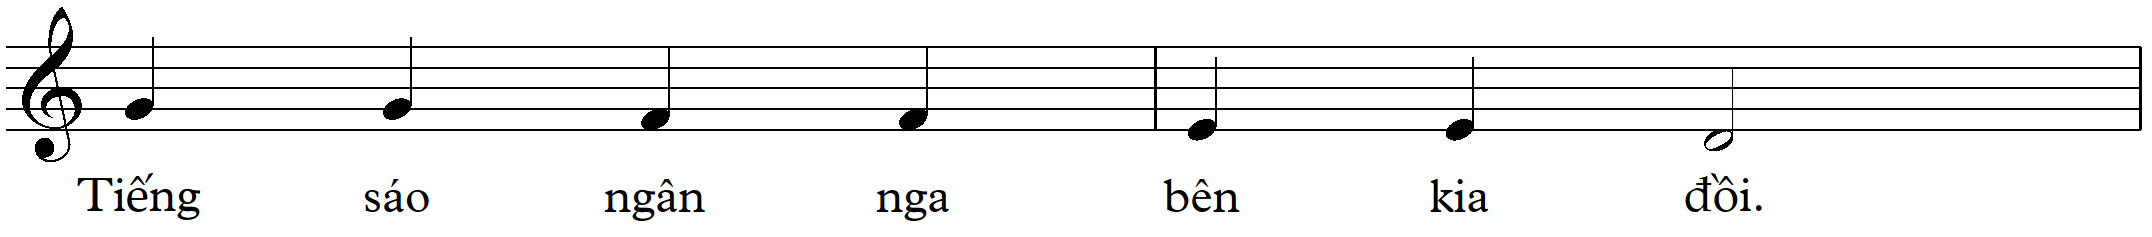 Tiếng sáo ngân nga bên kia đồi.